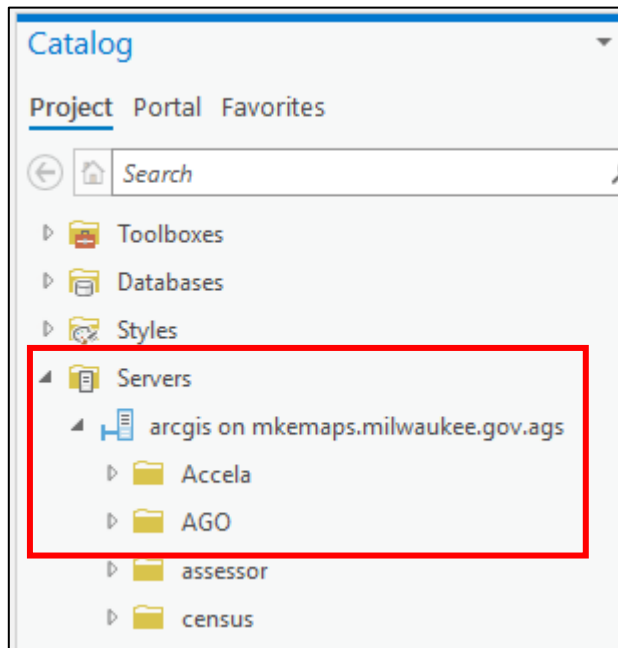 Catalog
Project Portal Favorites
Search
Toolboxes
Databases
Styles
Servers
arcgis on mkemaps.milwaukee.gov.ags
Accela
AGO
assessor
census